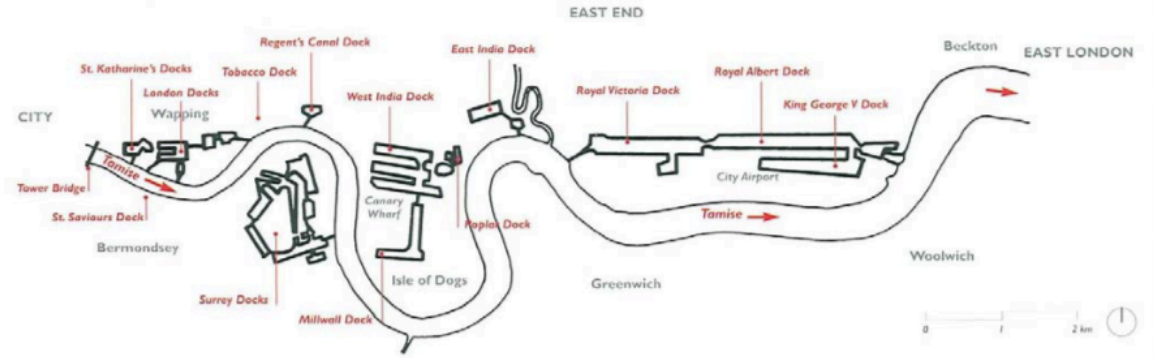 EAST END
Regent's Canal Dock
East India Dock
Beckton
EAST LONDON
St. Katharine's Docks
Tobacco Dock
Royal Albert Dock
London Docks
West India Dock
Royal Victoria Dock
King George V Dock
Wapping
CITY
Tamise
City Airport
Tower Bridge
Canary
Wharf
St. Saviours Dock
Tamise
Poplar Dock
Bermondsey
Woolwich
Isle of Dogs
Greenwich
Surrey Docks
Millwall Dock
0 1 2 km